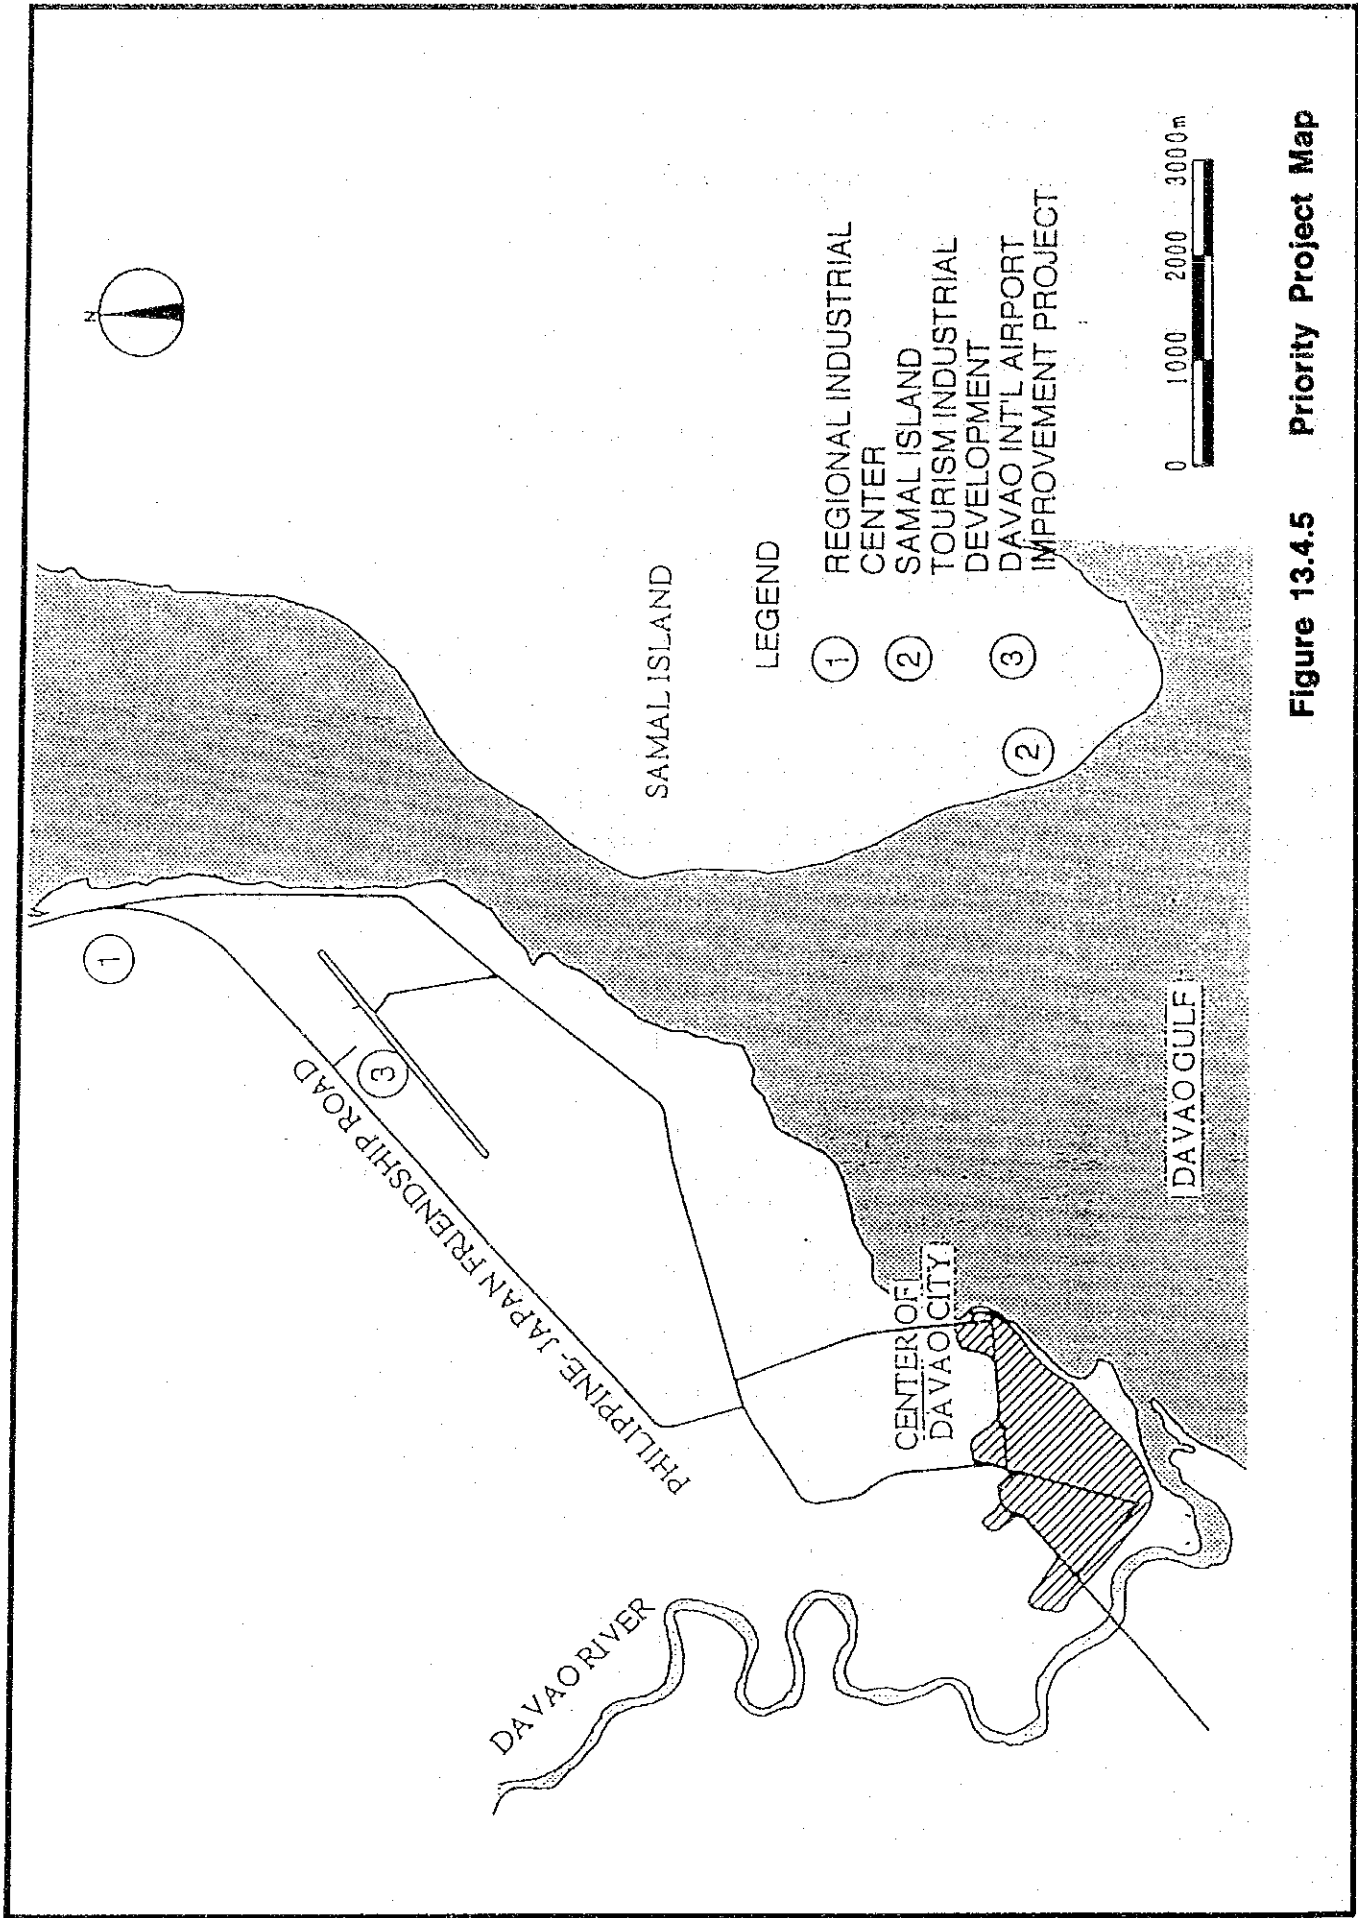 N
①
PHILIPPINE-JAPAN FRIENDSHIP ROAD
③
DAVAO RIVER
SAMAL ISLAND
CENTER OF
DAVAO CITY
DAVAO GULF
②
LEGEND
① REGIONAL INDUSTRIAL
CENTER
② SAMAL ISLAND
TOURISM INDUSTRIAL
DEVELOPMENT
③ DAVAO INT'L AIRPORT
IMPROVEMENT PROJECT
0 1000 2000 3000m
Figure 13.4.5 Priority Project Map